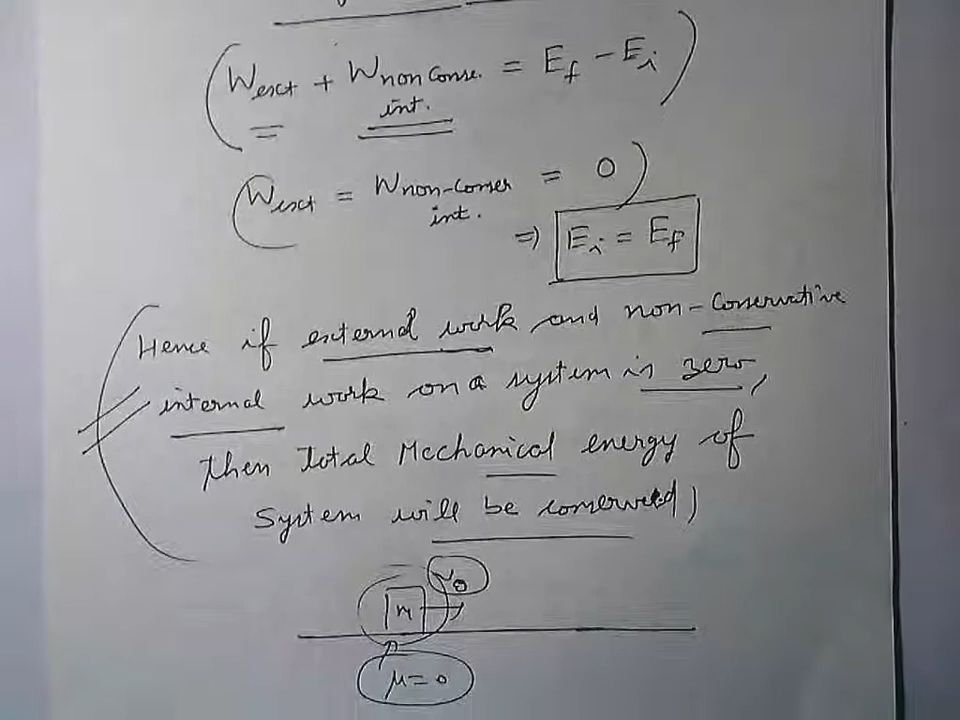 (Wext + Wnon Conse. = Ef - Ei)
int.
(Wext = Wnon-conser = 0)
int.
⇒ Ei = Ef
(Hence if external work and non-Conservative
internal work on a system is zero,
then Total Mechanical energy of
System will be conserved)
v0
m
μ=0